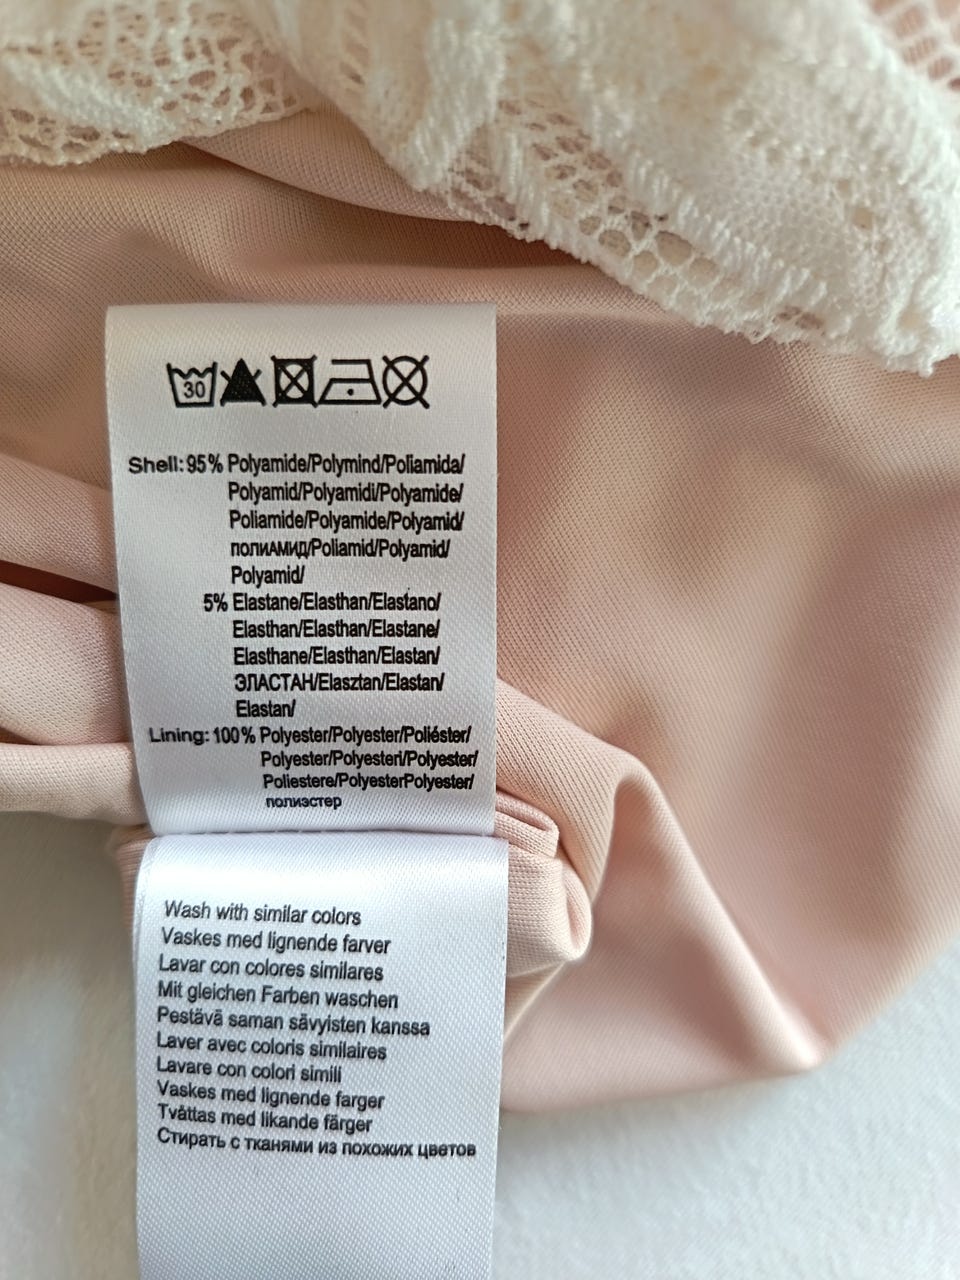 30
Shell: 95% Polyamide/Polymind/Poliamida/
Polyamid/Polyamidi/Polyamide/
Poliamide/Polyamide/Polyamid/
полиАМИД/Poliamid/Polyamid/
Polyamid/
5% Elastane/Elasthan/Elastano/
Elasthan/Elasthan/Elastane/
Elasthane/Elasthan/Elastan/
ЭЛАСТАН/Elasztan/Elastan/
Elastan/
Lining: 100% Polyester/Polyester/Poliéster/
Polyester/Polyesteri/Polyester/
Poliestere/PolyesterPolyester/
полиэстер
Wash with similar colors
Vaskes med lignende farver
Lavar con colores similares
Mit gleichen Farben waschen
Pestävä saman sävyisten kanssa
Laver avec coloris similaires
Lavare con colori simili
Vaskes med lignende farger
Tvåttas med likande färger
Стирать с тканями из похожих цветов